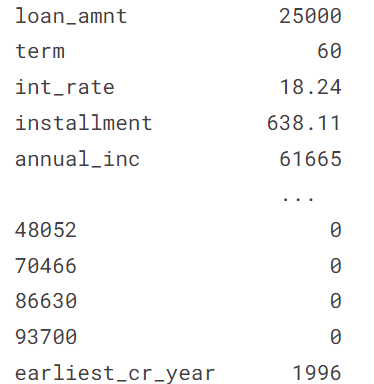 loan_amnt 25000
term 60
int_rate 18.24
installment 638.11
annual_inc 61665
...
48052 0
70466 0
86630 0
93700 0
earliest_cr_year 1996